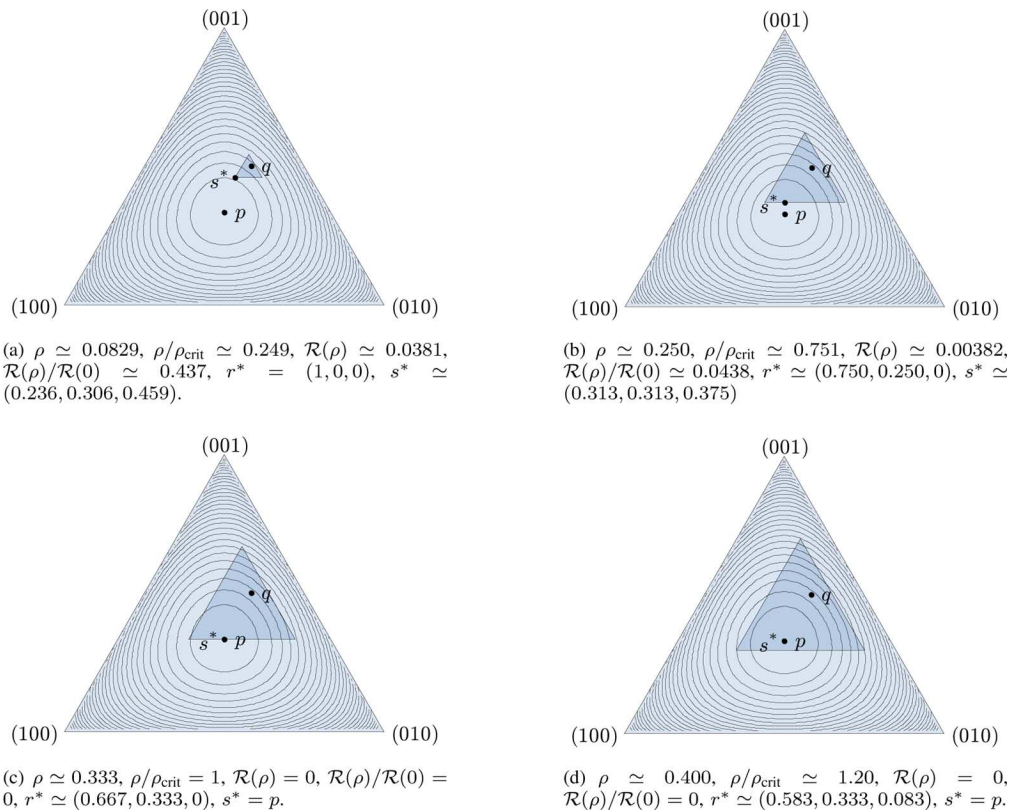 (001)
s*
q
p
(100)
(010)
(a) ρ ≃ 0.0829, ρ/ρcrit ≃ 0.249, R(ρ) ≃ 0.0381,
R(ρ)/R(0) ≃ 0.437, r* = (1, 0, 0), s* ≃
(0.236, 0.306, 0.459).
(001)
q
s*
p
(100)
(010)
(b) ρ ≃ 0.250, ρ/ρcrit ≃ 0.751, R(ρ) ≃ 0.00382,
R(ρ)/R(0) ≃ 0.0438, r* ≃ (0.750, 0.250, 0), s* ≃
(0.313, 0.313, 0.375)
(001)
q
s*
p
(100)
(010)
(c) ρ ≃ 0.333, ρ/ρcrit = 1, R(ρ) = 0, R(ρ)/R(0) =
0, r* ≃ (0.667, 0.333, 0), s* = p.
(001)
q
s*
p
(100)
(010)
(d) ρ ≃ 0.400, ρ/ρcrit ≃ 1.20, R(ρ) = 0,
R(ρ)/R(0) = 0, r* ≃ (0.583, 0.333, 0.083), s* = p.